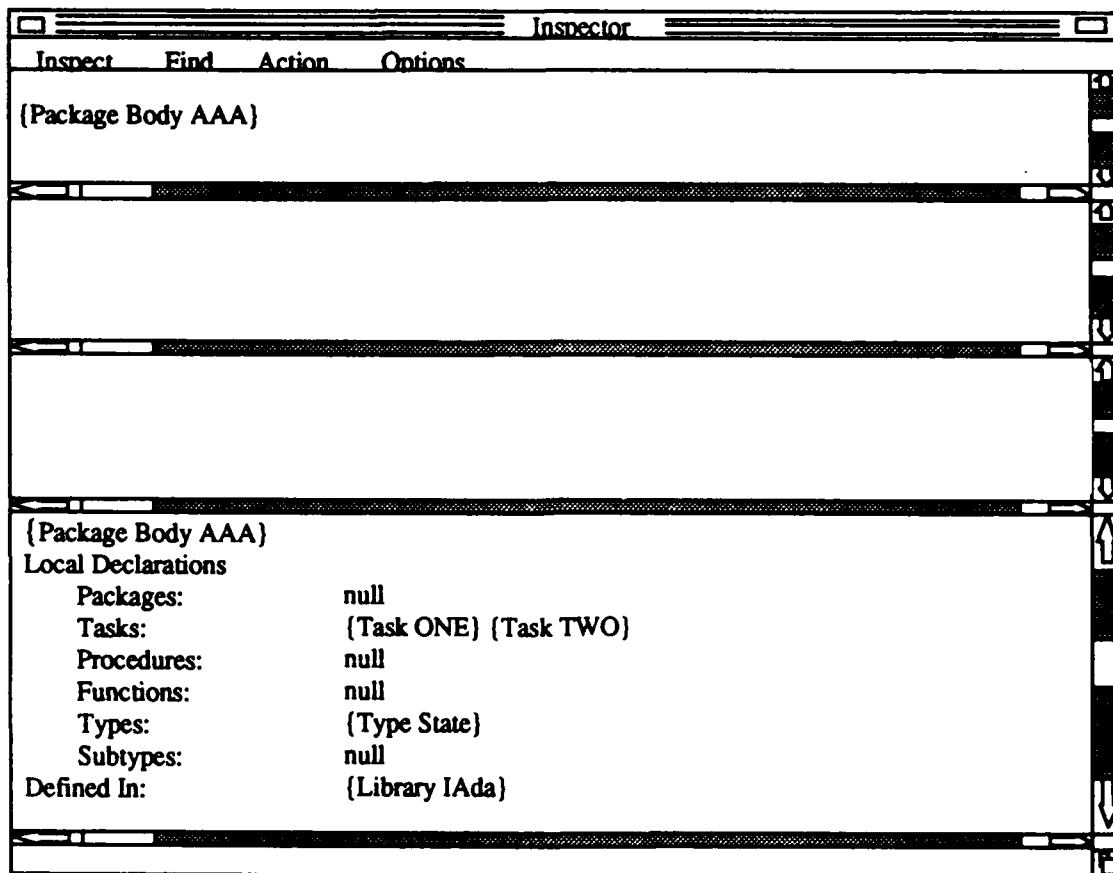 Inspector
Inspect Find Action Options
{Package Body AAA}
{Package Body AAA}
Local Declarations
Packages: null
Tasks: {Task ONE} {Task TWO}
Procedures: null
Functions: null
Types: {Type State}
Subtypes: null
Defined In: {Library IAda}